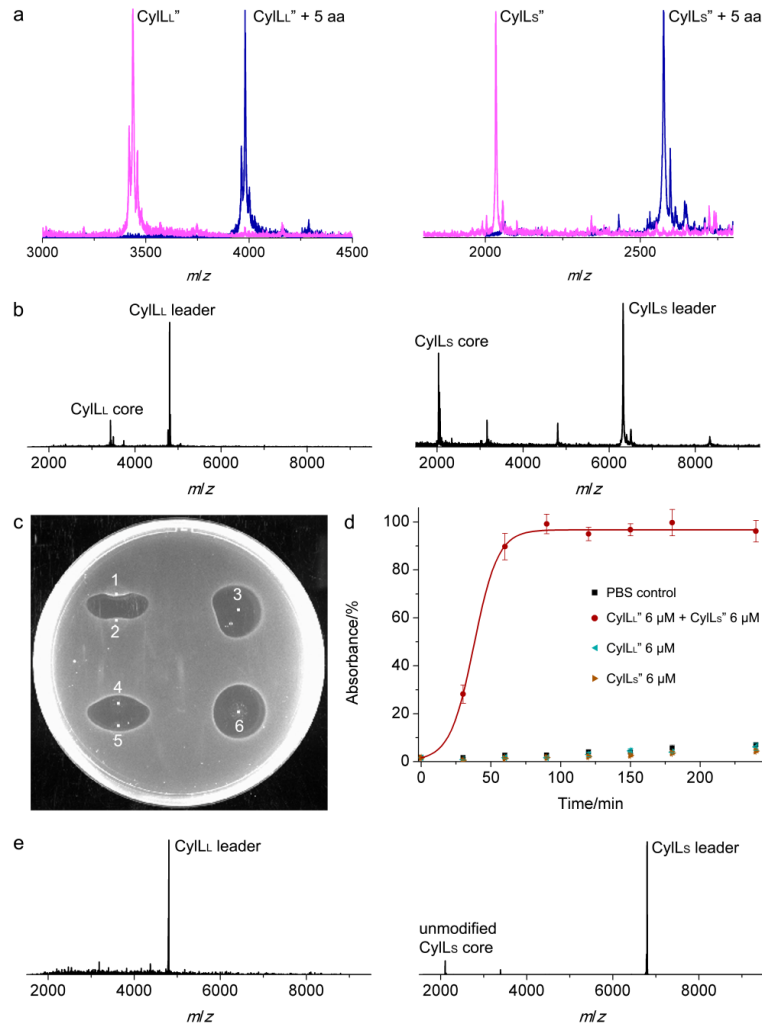 a
CylLL”
CylLL” + 5 aa
3000 3500 4000 4500
m/z
CylLS”
CylLS” + 5 aa
2000 2500
m/z
b
CylLL leader
CylLL core
2000 4000 6000 8000
m/z
CylLS leader
CylLS core
2000 4000 6000 8000
m/z
c
1
2
3
4
5
6
d
Absorbance/%
100
80
60
40
20
0
PBS control
CylLL” 6 µM + CylLS” 6 µM
CylLL” 6 µM
CylLS” 6 µM
0 50 100 150 200
Time/min
e
CylLL leader
2000 4000 6000 8000
m/z
CylLS leader
unmodified
CylLS core
2000 4000 6000 8000
m/z